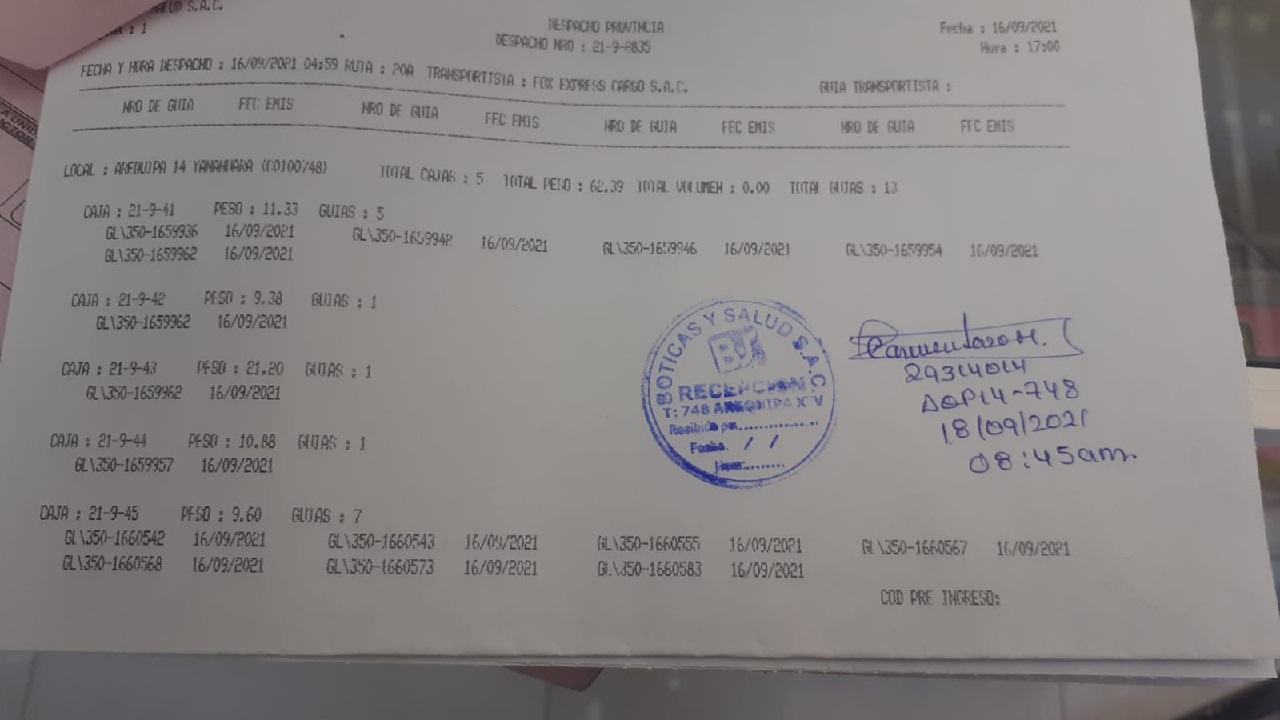 SALUD S.A.C.
: 1
DESPACHO PROVINCIA
DESPACHO NRO : 21-9-2835
Fecha : 16/09/2021
Hora : 17:00
FECHA Y HORA DESPACHO : 16/09/2021 04:59 RUTA : 20A TRANSPORTISTA : FOX EXPRESS CARGO S.A.C. GUIA TRANSPORTISTA :
NRO DE GUIA FEC EMIS NRO DE GUIA FEC EMIS NRO DE GUIA FEC EMIS NRO DE GUIA FEC EMIS
LOCAL : AREQUIPA 14 YANAHUARA (C0100748) TOTAL CAJAS : 5 TOTAL PESO : 62.39 TOTAL VOLUMEN : 0.00 TOTAL GUIAS : 13
CAJA : 21-9-41 PESO : 11.33 GUIAS : 5
GL\350-1659936 16/09/2021 GL\350-1659942 16/09/2021 GL\350-1659946 16/09/2021 GL\350-1659954 16/09/2021
GL\350-1659962 16/09/2021
CAJA : 21-9-42 PESO : 9.38 GUIAS : 1
GL\350-1659962 16/09/2021
CAJA : 21-9-43 PESO : 21.20 GUIAS : 1
GL\350-1659962 16/09/2021
CAJA : 21-9-44 PESO : 10.88 GUIAS : 1
GL\350-1659957 16/09/2021
CAJA : 21-9-45 PESO : 9.60 GUIAS : 7
GL\350-1660542 16/09/2021 GL\350-1660543 16/09/2021 GL\350-1660555 16/09/2021 GL\350-1660567 16/09/2021
GL\350-1660568 16/09/2021 GL\350-1660573 16/09/2021 GL\350-1660583 16/09/2021
COD PRE INGRESO:
BOTICAS Y SALUD S.A.C.
RECEPCION
T: 748 AREQUIPA XIV
Recibido por...............
Fecha. / /
Hora:.........
29314014
AQP14-748
18/09/2021
08:45am.